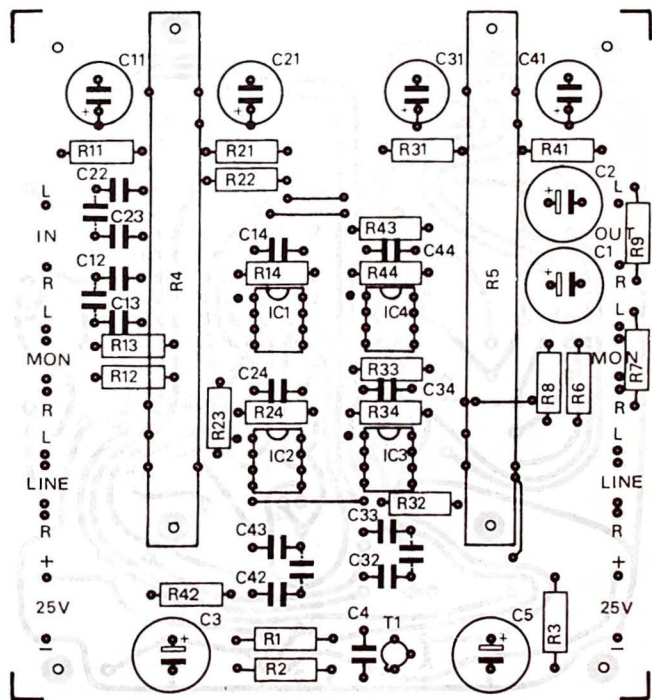 C11
C21
C31
C41
R11
R21
R31
R41
C22
R22
C2
L
L
C23
R43
IN
C14
C44
OUT
R9
C12
R14
R44
C1
R
R4
R5
R
L
C13
IC1
IC4
L
R13
MON
R33
MON
R7
R12
C24
C34
R8
R6
R
R23
R24
R34
R
L
IC2
IC3
L
LINE
R32
LINE
R
C43
C33
R
+
C42
C32
+
R42
25V
C3
C4
T1
C5
25V
R1
R3
R2